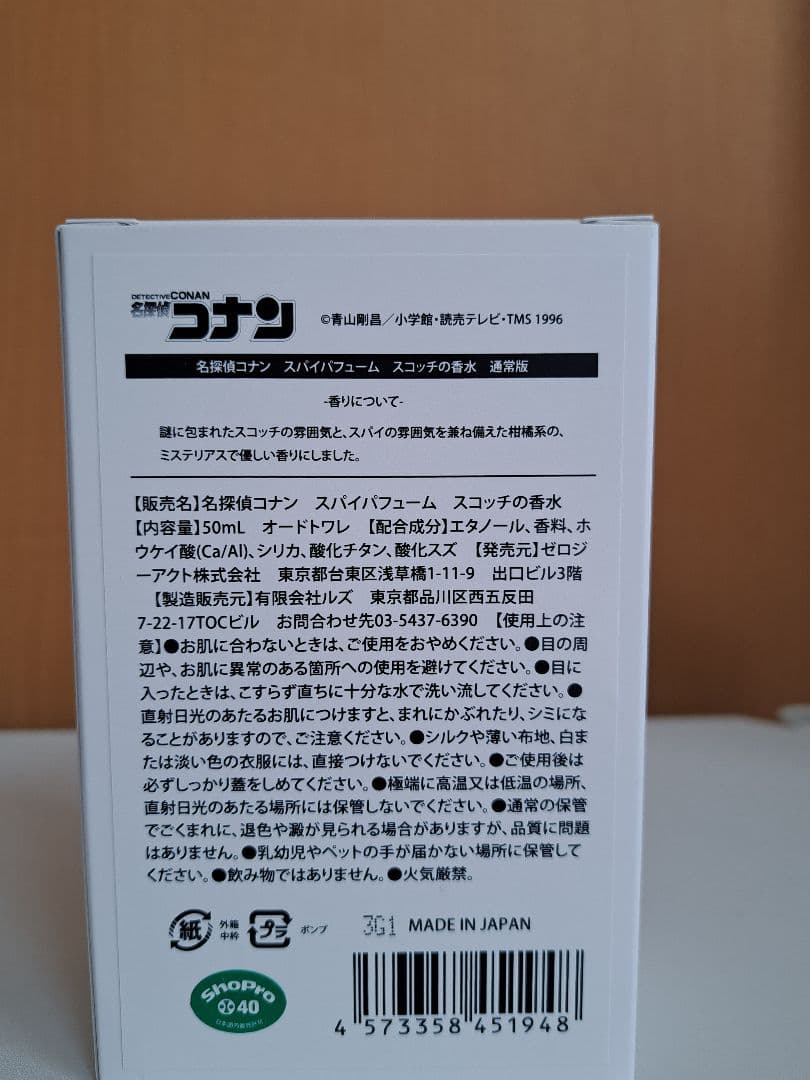 DETECTIVE CONAN
名探偵コナン
©青山剛昌／小学館・読売テレビ・TMS 1996
名探偵コナン　スパイパフューム　スコッチの香水　通常版
-香りについて-
謎に包まれたスコッチの雰囲気と、スパイの雰囲気を兼ね備えた柑橘系の、
ミステリアスで優しい香りにしました。
【販売名】名探偵コナン　スパイパフューム　スコッチの香水
【内容量】50mL　オードトワレ　【配合成分】エタノール、香料、ホ
ウケイ酸(Ca/Al)、シリカ、酸化チタン、酸化スズ　【発売元】ゼロジ
ーアクト株式会社　東京都台東区浅草橋1-11-9　出口ビル3階
【製造販売元】有限会社ルズ　東京都品川区西五反田
7-22-17TOCビル　お問合わせ先03-5437-6390　【使用上の注
意】●お肌に合わないときは、ご使用をおやめください。●目の周
辺や、お肌に異常のある箇所への使用を避けてください。●目に
入ったときは、こすらず直ちに十分な水で洗い流してください。●
直射日光のあたるお肌につけますと、まれにかぶれたり、シミにな
ることがありますので、ご注意ください。●シルクや薄い布地、白ま
たは淡い色の衣服には、直接つけないでください。●ご使用後は
必ずしっかり蓋をしめてください。●極端に高温又は低温の場所、
直射日光のあたる場所には保管しないでください。●通常の保管
でごくまれに、退色や澱が見られる場合がありますが、品質に問題
はありません。●乳幼児やペットの手が届かない場所に保管して
ください。●飲み物ではありません。●火気厳禁。
紙 外箱 中枠 プラ ポンプ 3G1 MADE IN JAPAN
ShoPro
40
4 573358 451948